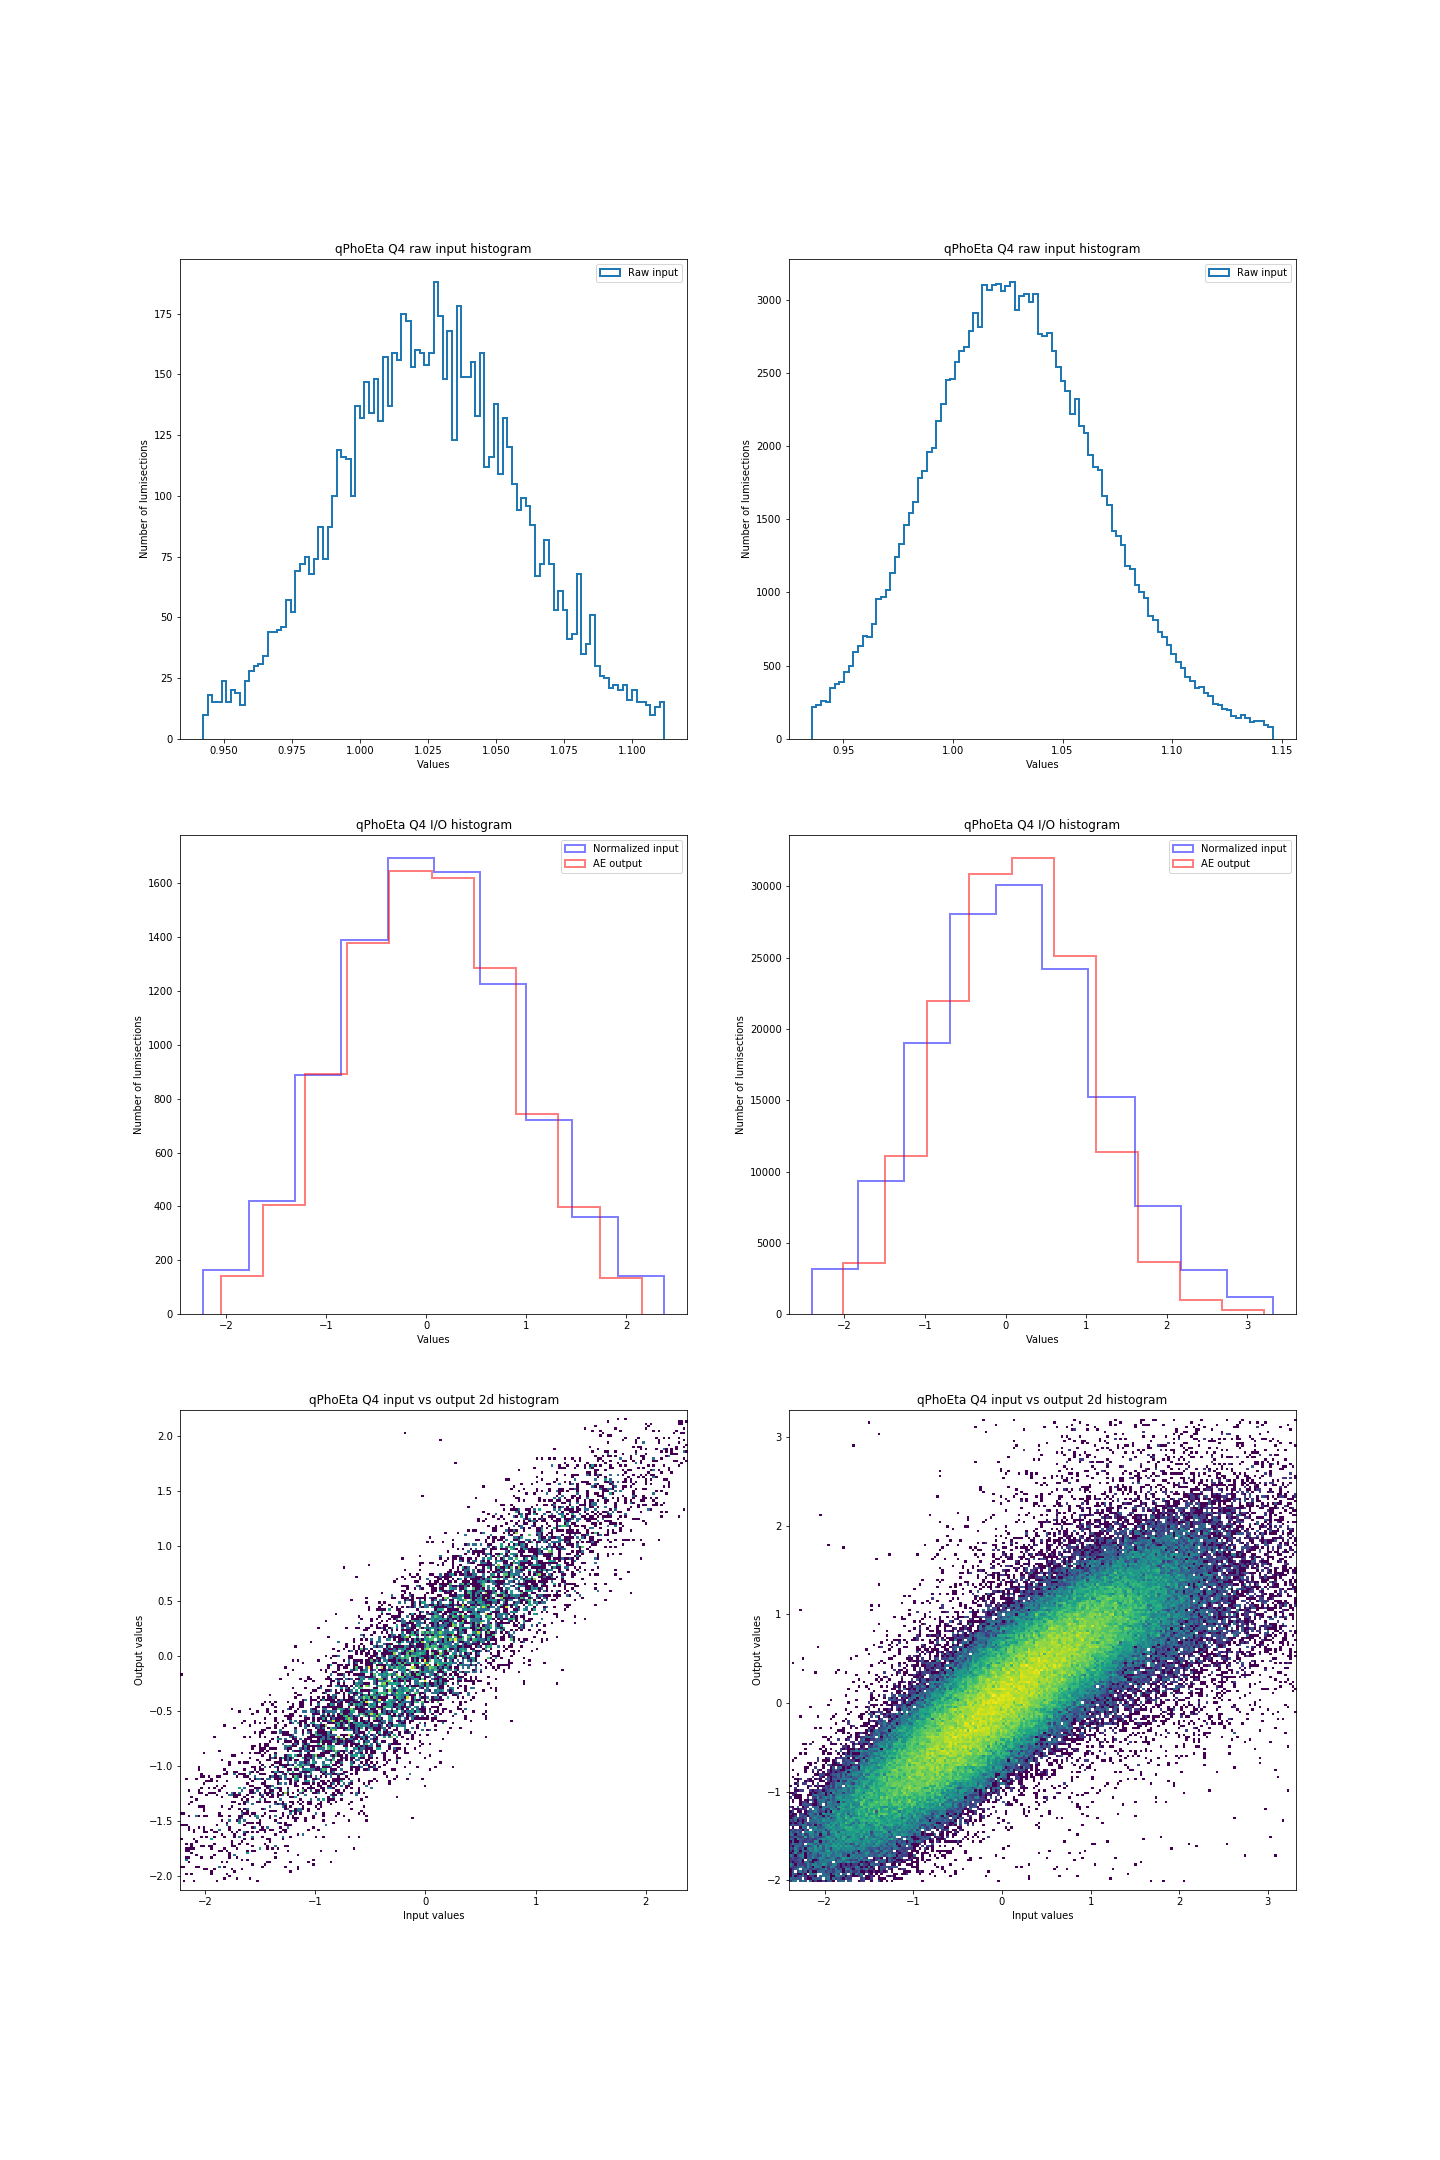 qPhoEta Q4 raw input histogram
Raw input
Number of lumisections
175
150
125
100
75
50
25
0
0.950 0.975 1.000 1.025 1.050 1.075 1.100
Values
qPhoEta Q4 raw input histogram
Raw input
Number of lumisections
3000
2500
2000
1500
1000
500
0
0.95 1.00 1.05 1.10 1.15
Values
qPhoEta Q4 I/O histogram
Normalized input
AE output
Number of lumisections
1600
1400
1200
1000
800
600
400
200
0
−2 −1 0 1 2
Values
qPhoEta Q4 I/O histogram
Normalized input
AE output
Number of lumisections
30000
25000
20000
15000
10000
5000
0
−2 −1 0 1 2 3
Values
qPhoEta Q4 input vs output 2d histogram
Output values
2.0
1.5
1.0
0.5
0.0
−0.5
−1.0
−1.5
−2.0
−2 −1 0 1 2
Input values
qPhoEta Q4 input vs output 2d histogram
Output values
3
2
1
0
−1
−2
−2 −1 0 1 2 3
Input values